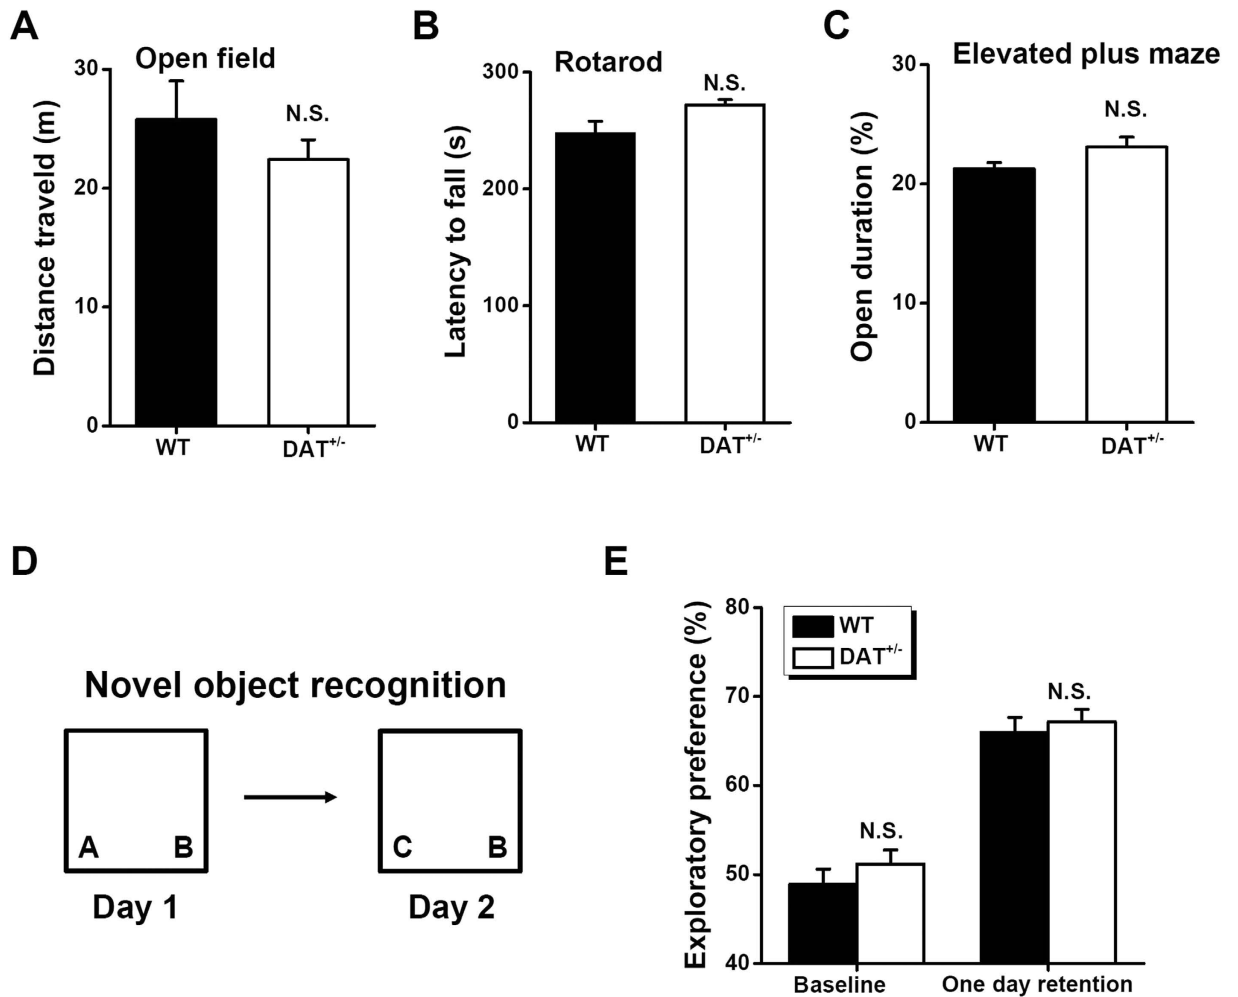 A
Open field
Distance traveld (m)
30
20
10
0
N.S.
WT
DAT+/-
B
Rotarod
Latency to fall (s)
300
200
100
0
N.S.
WT
DAT+/-
C
Elevated plus maze
Open duration (%)
30
20
10
0
N.S.
WT
DAT+/-
D
Novel object recognition
A B
Day 1
C B
Day 2
E
Exploratory preference (%)
80
70
60
50
40
WT
DAT+/-
N.S.
N.S.
Baseline
One day retention